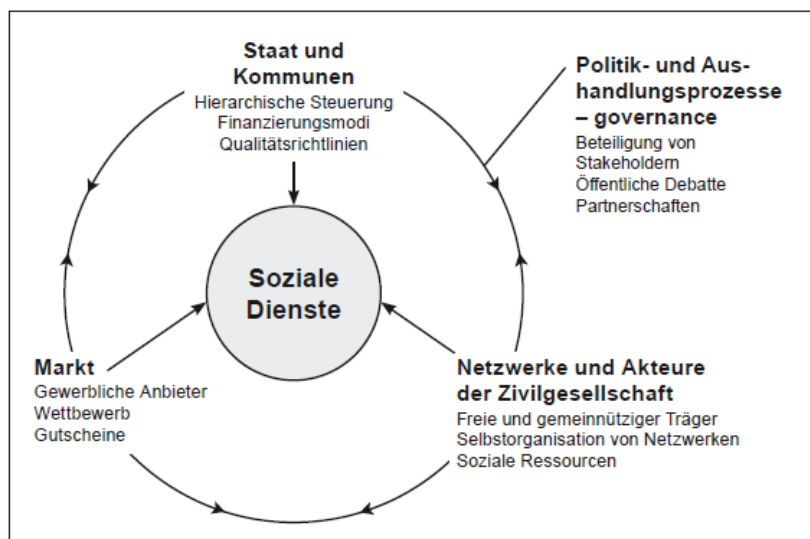 Staat und
Kommunen
Hierarchische Steuerung
Finanzierungsmodi
Qualitätsrichtlinien
Politik- und Aus-
handlungsprozesse
– governance
Beteiligung von
Stakeholdern
Öffentliche Debatte
Partnerschaften
Soziale
Dienste
Markt
Gewerbliche Anbieter
Wettbewerb
Gutscheine
Netzwerke und Akteure
der Zivilgesellschaft
Freie und gemeinnütziger Träger
Selbstorganisation von Netzwerken
Soziale Ressourcen